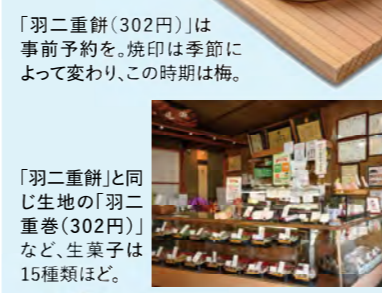 「羽二重餅（302円）」は
事前予約を。焼印は季節に
よって変わり、この時期は梅。
「羽二重餅」と同
じ生地の「羽二
重巻（302円）」
など、生菓子は
15種類ほど。